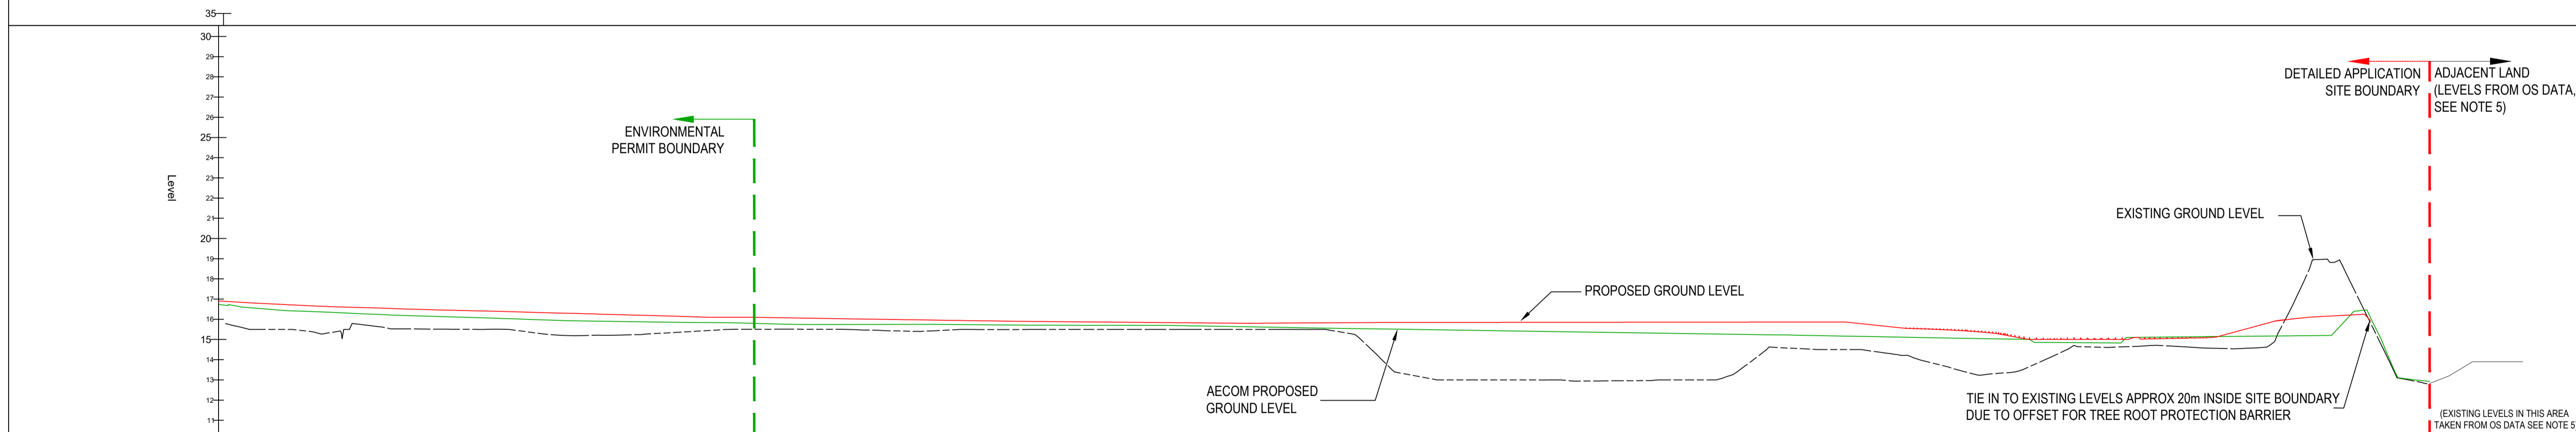 35
30
29
28
27
26
25
24
23
22
21
20
19
18
17
16
15
14
13
12
11
Level
ENVIRONMENTAL
PERMIT BOUNDARY
DETAILED APPLICATION
SITE BOUNDARY
ADJACENT LAND
(LEVELS FROM OS DATA,
SEE NOTE 5)
EXISTING GROUND LEVEL
PROPOSED GROUND LEVEL
AECOM PROPOSED
GROUND LEVEL
TIE IN TO EXISTING LEVELS APPROX 20m INSIDE SITE BOUNDARY
DUE TO OFFSET FOR TREE ROOT PROTECTION BARRIER
(EXISTING LEVELS IN THIS AREA
TAKEN FROM OS DATA SEE NOTE 5